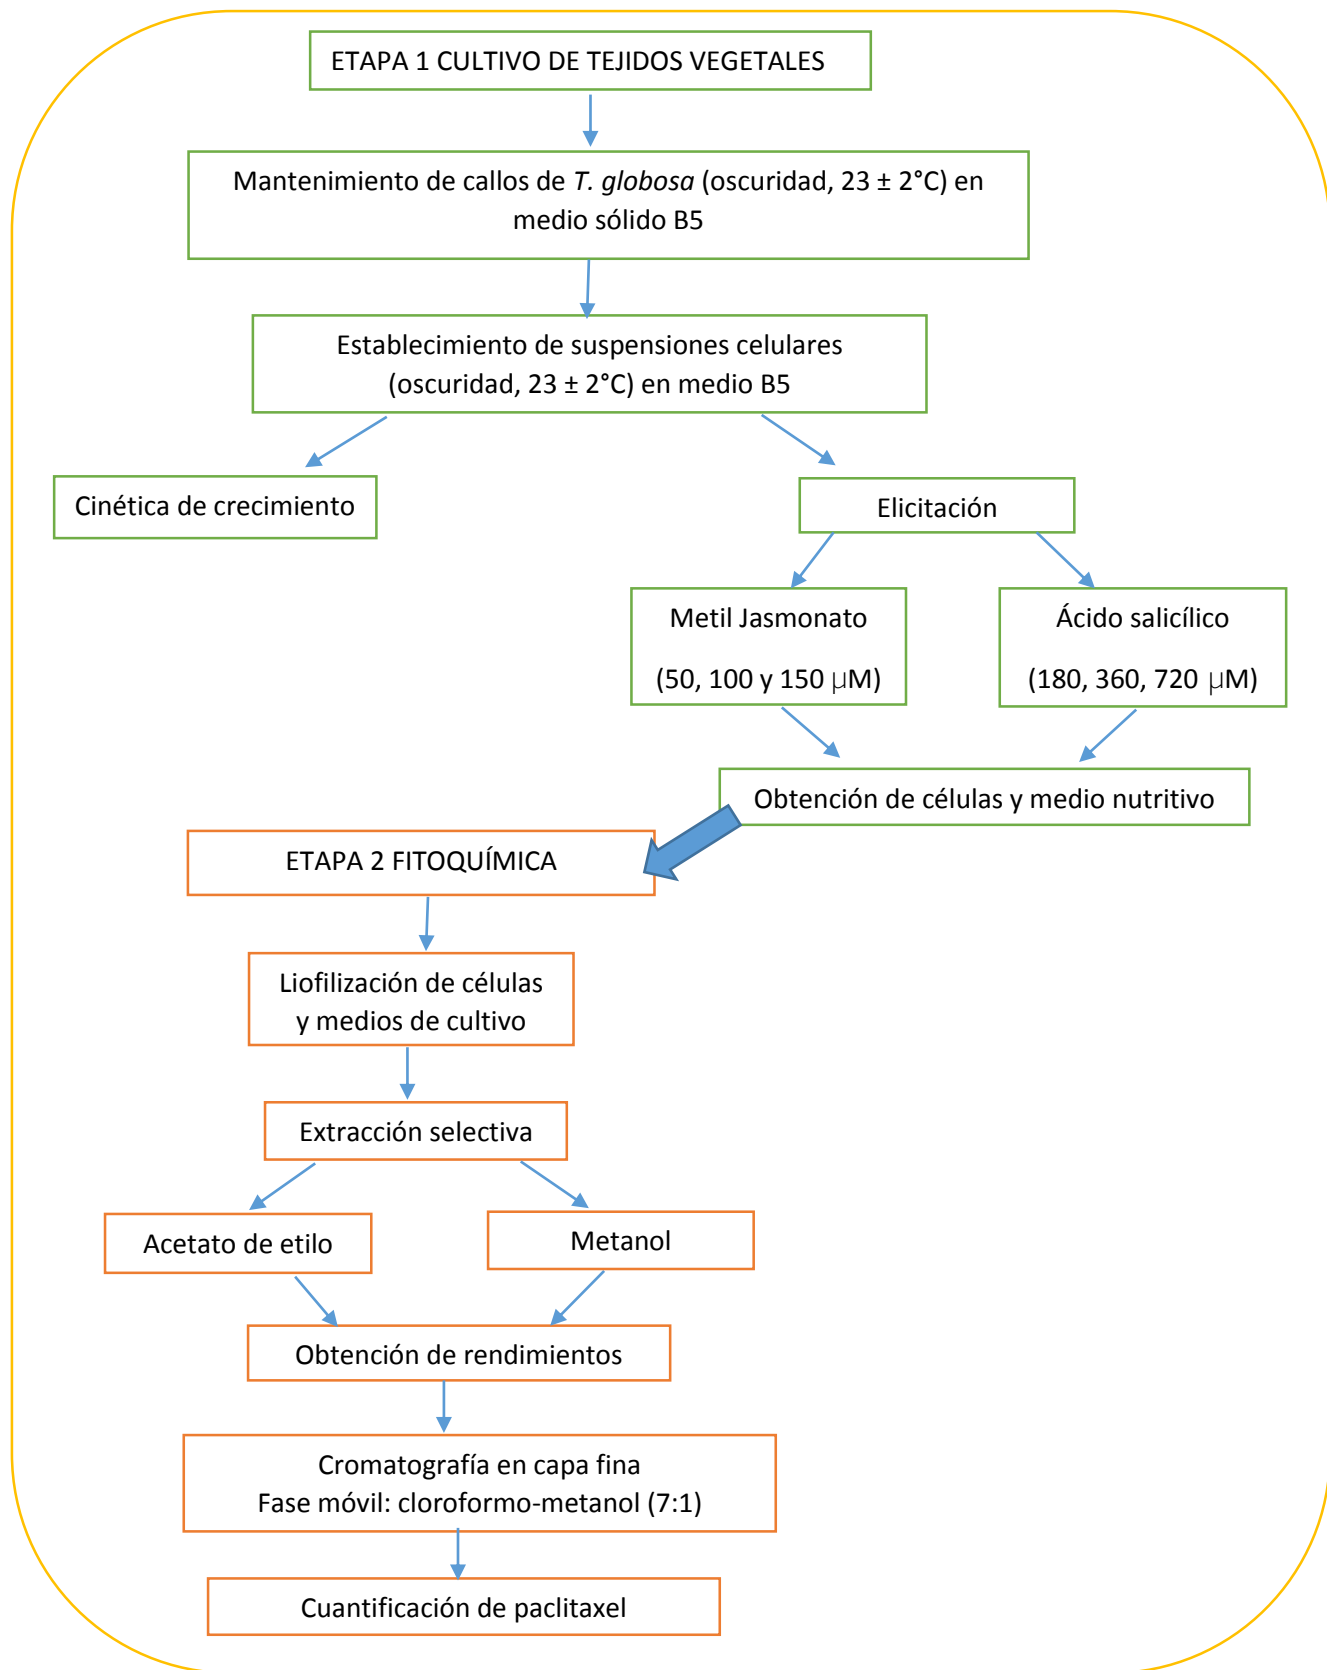 ETAPA 1 CULTIVO DE TEJIDOS VEGETALES
Mantenimiento de callos de T. globosa (oscuridad, 23 ± 2°C) en
medio sólido B5
Establecimiento de suspensiones celulares
(oscuridad, 23 ± 2°C) en medio B5
Cinética de crecimiento
Elicitación
Metil Jasmonato
(50, 100 y 150 µM)
Ácido salicílico
(180, 360, 720 µM)
Obtención de células y medio nutritivo
ETAPA 2 FITOQUÍMICA
Liofilización de células
y medios de cultivo
Extracción selectiva
Acetato de etilo
Metanol
Obtención de rendimientos
Cromatografía en capa fina
Fase móvil: cloroformo-metanol (7:1)
Cuantificación de paclitaxel